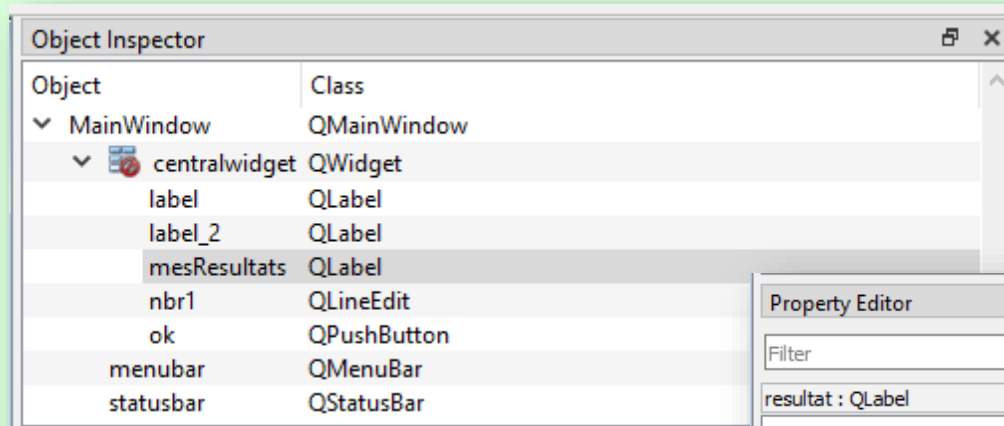 Object Inspector
Object Class
MainWindow QMainWindow
centralwidget QWidget
label QLabel
label_2 QLabel
mesResultats QLabel
nbr1 QLineEdit
ok QPushButton
menubar QMenuBar
statusbar QStatusBar
Property Editor
Filter
resultat : QLabel